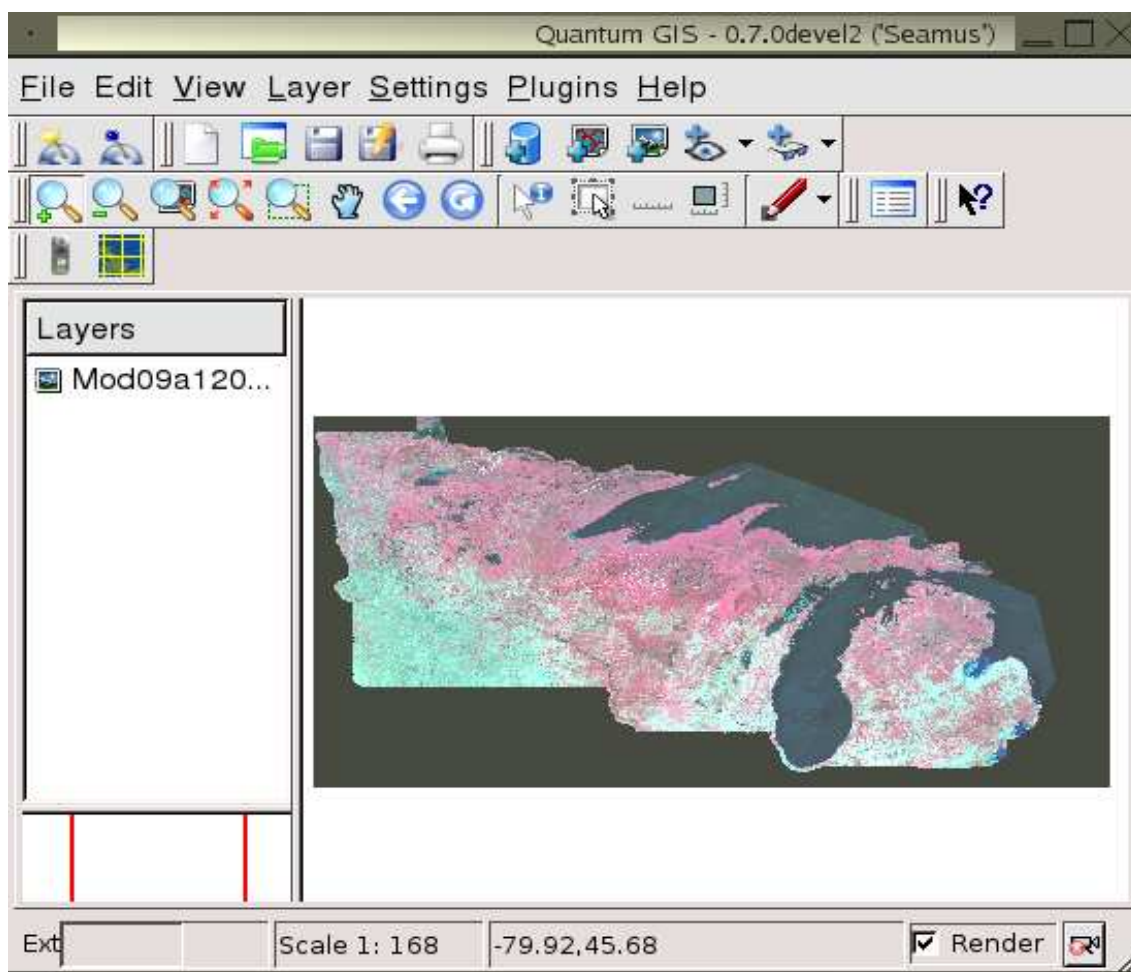 Quantum GIS - 0.7.0devel2 ('Seamus')
File Edit View Layer Settings Plugins Help
Layers
Mod09a120...
Ext
Scale 1: 168
-79.92,45.68
Render